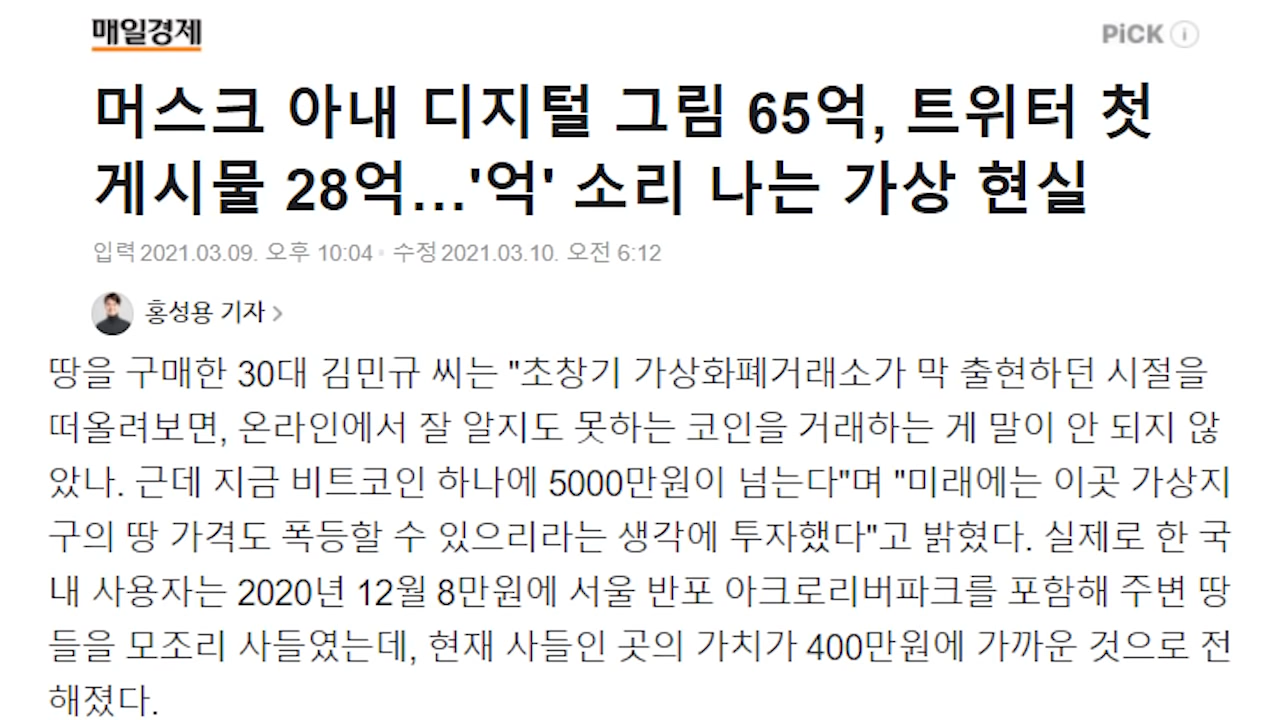 매일경제
PiCK i
머스크 아내 디지털 그림 65억, 트위터 첫
게시물 28억…'억' 소리 나는 가상 현실
입력 2021.03.09. 오후 10:04 · 수정 2021.03.10. 오전 6:12
홍성용 기자 >
땅을 구매한 30대 김민규 씨는 "초창기 가상화폐거래소가 막 출현하던 시절을
떠올려보면, 온라인에서 잘 알지도 못하는 코인을 거래하는 게 말이 안 되지 않
았나. 근데 지금 비트코인 하나에 5000만원이 넘는다"며 "미래에는 이곳 가상지
구의 땅 가격도 폭등할 수 있으리라는 생각에 투자했다"고 밝혔다. 실제로 한 국
내 사용자는 2020년 12월 8만원에 서울 반포 아크로리버파크를 포함해 주변 땅
들을 모조리 사들였는데, 현재 사들인 곳의 가치가 400만원에 가까운 것으로 전
해졌다.